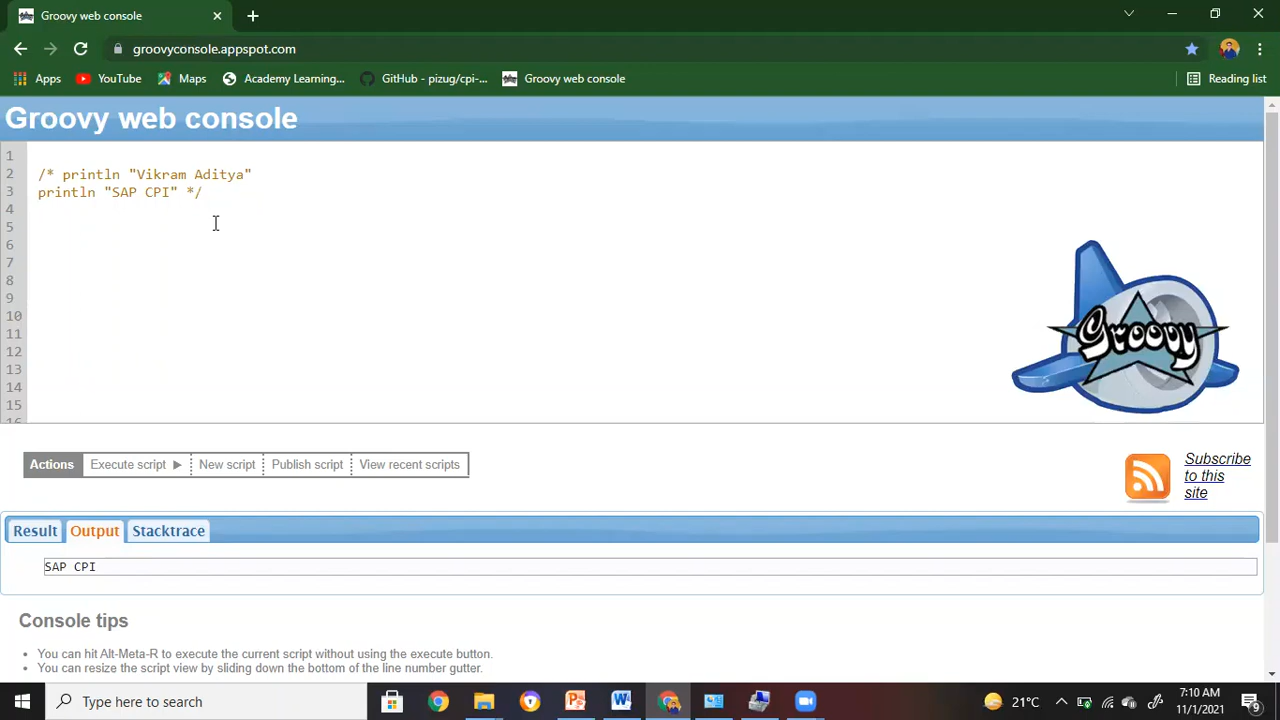 Groovy web console
groovyconsole.appspot.com
Apps YouTube Maps Academy Learning... GitHub - pizug/cpi-... Groovy web console Reading list
Groovy web console
1
2 /* println "Vikram Aditya"
3 println "SAP CPI" */
4
5
6
7
8
9
10
11
12
13
14
15
16
Groovy
Actions Execute script New script Publish script View recent scripts
Subscribe
to this
site
Result Output Stacktrace
SAP CPI
Console tips
You can hit Alt-Meta-R to execute the current script without using the execute button.
You can resize the script view by sliding down the bottom of the line number gutter.
Type here to search
21°C
7:10 AM
11/1/2021
9